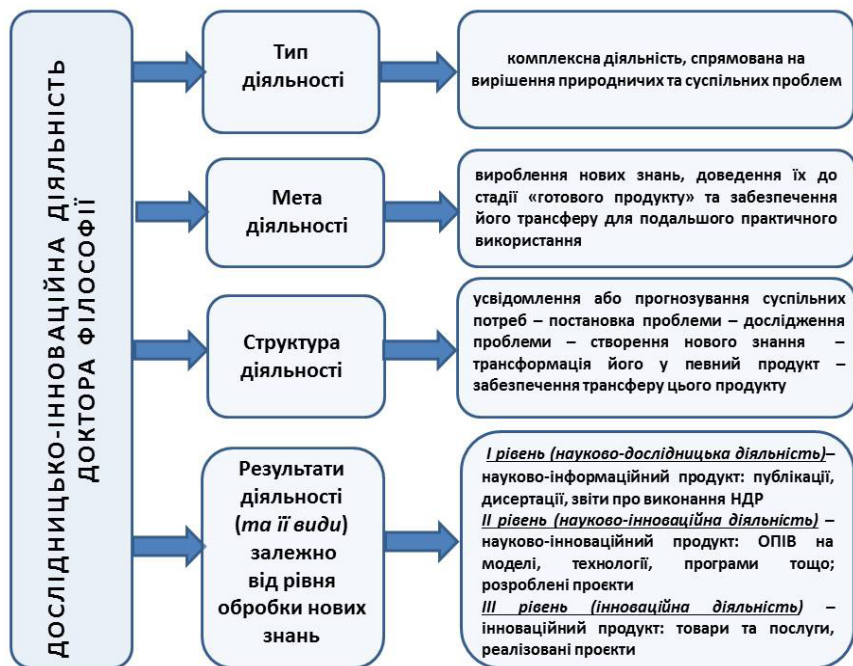 ДОСЛІДНИЦЬКО-ІННОВАЦІЙНА ДІЯЛЬНІСТЬ
ДОКТОРА ФІЛОСОФІЇ
Тип
діяльності
комплексна діяльність, спрямована на
вирішення природничих та суспільних проблем
Мета
діяльності
вироблення нових знань, доведення їх до
стадії «готового продукту» та забезпечення
його трансферу для подальшого практичного
використання
Структура
діяльності
усвідомлення або прогнозування суспільних
потреб – постановка проблеми – дослідження
проблеми – створення нового знання –
трансформація його у певний продукт –
забезпечення трансферу цього продукту
Результати
діяльності
(та її види)
залежно
від рівня
обробки нових
знань
І рівень (науково-дослідницька діяльність)–
науково-інформаційний продукт: публікації,
дисертації, звіти про виконання НДР
ІІ рівень (науково-інноваційна діяльність) –
науково-інноваційний продукт: ОПІВ на
моделі, технології, програми тощо;
розроблені проєкти
ІІІ рівень (інноваційна діяльність) –
інноваційний продукт: товари та послуги,
реалізовані проєкти